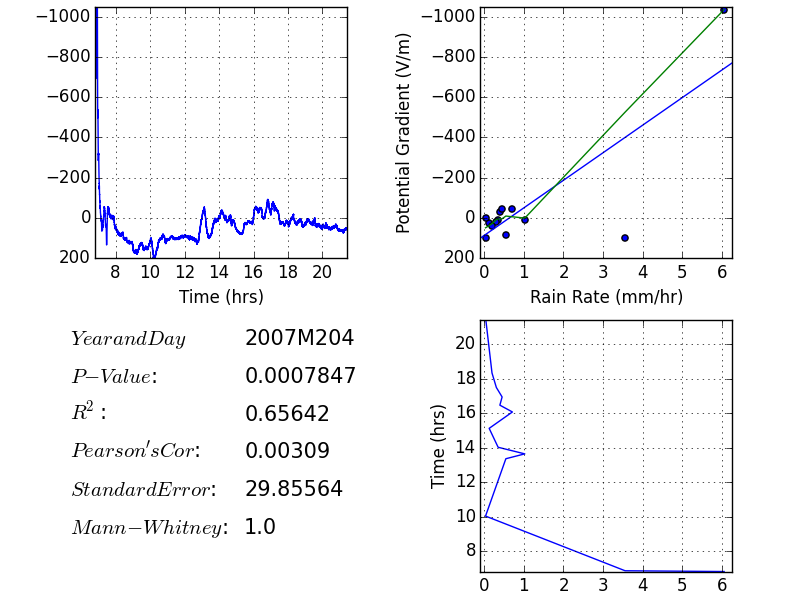 −1000
−800
−600
−400
−200
0
200
8 10 12 14 16 18 20
Time (hrs)
Potential Gradient (V/m)
−1000
−800
−600
−400
−200
0
200
0 1 2 3 4 5 6
Rain Rate (mm/hr)
YearandDay 2007M204
P−Value: 0.0007847
R²: 0.65642
Pearson'sCor: 0.00309
StandardError: 29.85564
Mann−Whitney: 1.0
Time (hrs)
20
18
16
14
12
10
8
0 1 2 3 4 5 6